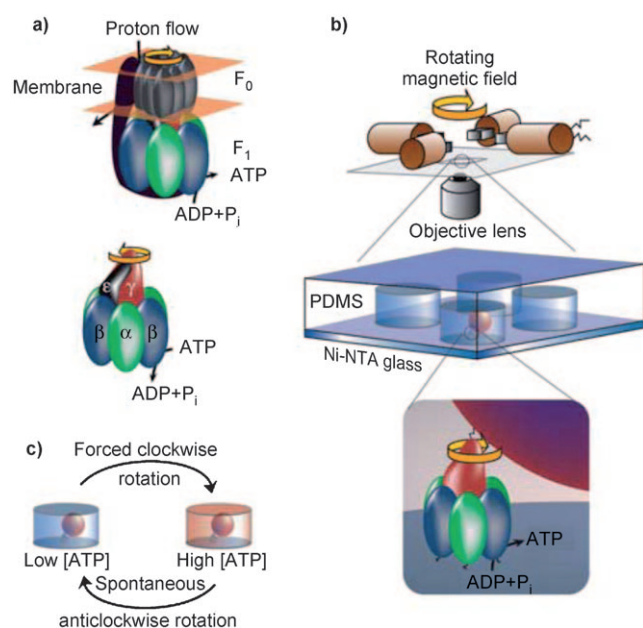 a)
Proton flow
Membrane
F0
F1
ATP
ADP+Pi
ε
γ
β
α
β
ATP
ADP+Pi
b)
Rotating
magnetic field
Objective lens
PDMS
Ni-NTA glass
ATP
ADP+Pi
c)
Forced clockwise
rotation
Low [ATP]
High [ATP]
Spontaneous
anticlockwise rotation